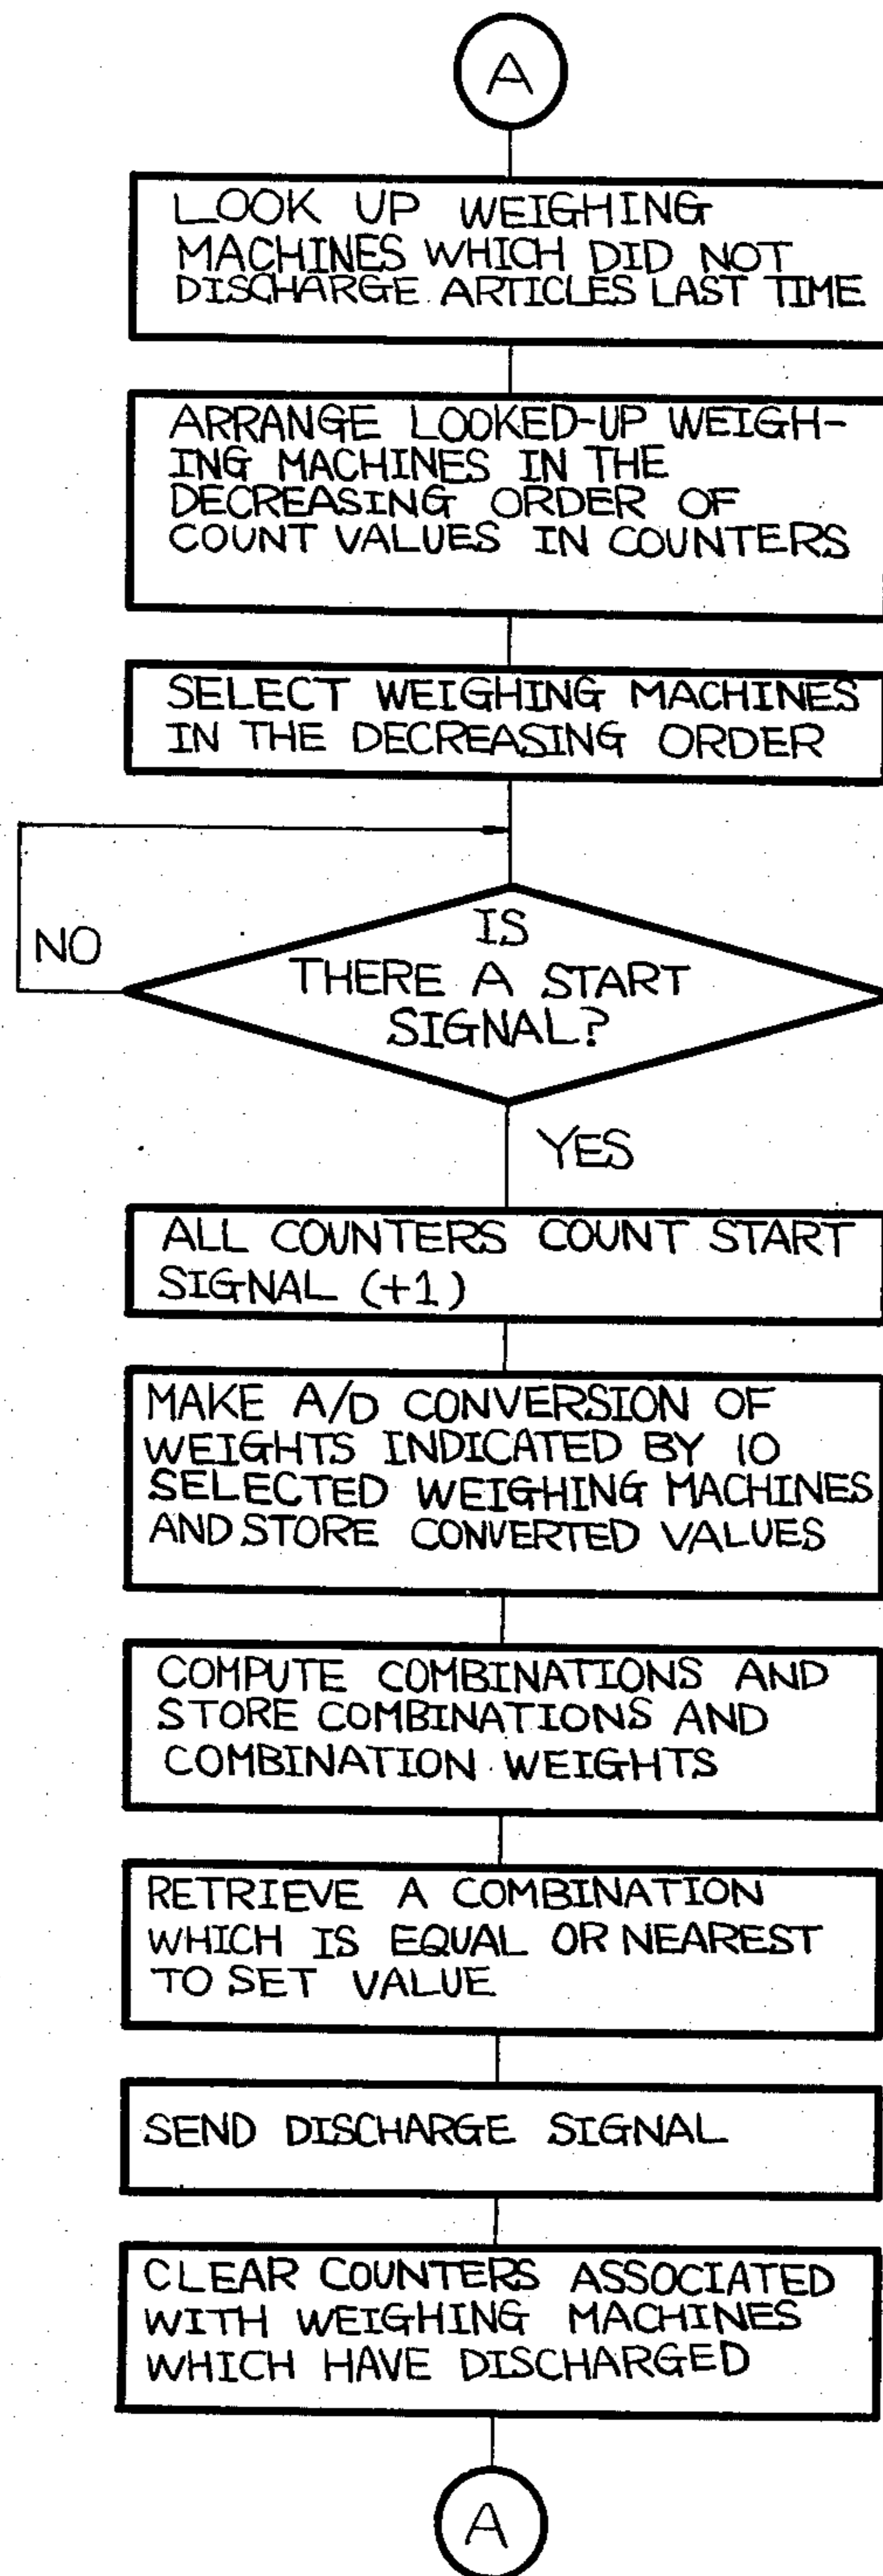 A
LOOK UP WEIGHING
MACHINES WHICH DID NOT
DISCHARGE ARTICLES LAST TIME
ARRANGE LOOKED-UP WEIGH-
ING MACHINES IN THE
DECREASING ORDER OF
COUNT VALUES IN COUNTERS
SELECT WEIGHING MACHINES
IN THE DECREASING ORDER
NO
IS
THERE A START
SIGNAL?
YES
ALL COUNTERS COUNT START
SIGNAL (+1)
MAKE A/D CONVERSION OF
WEIGHTS INDICATED BY 10
SELECTED WEIGHING MACHINES
AND STORE CONVERTED VALUES
COMPUTE COMBINATIONS AND
STORE COMBINATIONS AND
COMBINATION WEIGHTS
RETRIEVE A COMBINATION
WHICH IS EQUAL OR NEAREST
TO SET VALUE
SEND DISCHARGE SIGNAL
CLEAR COUNTERS ASSOCIATED
WITH WEIGHING MACHINES
WHICH HAVE DISCHARGED
A